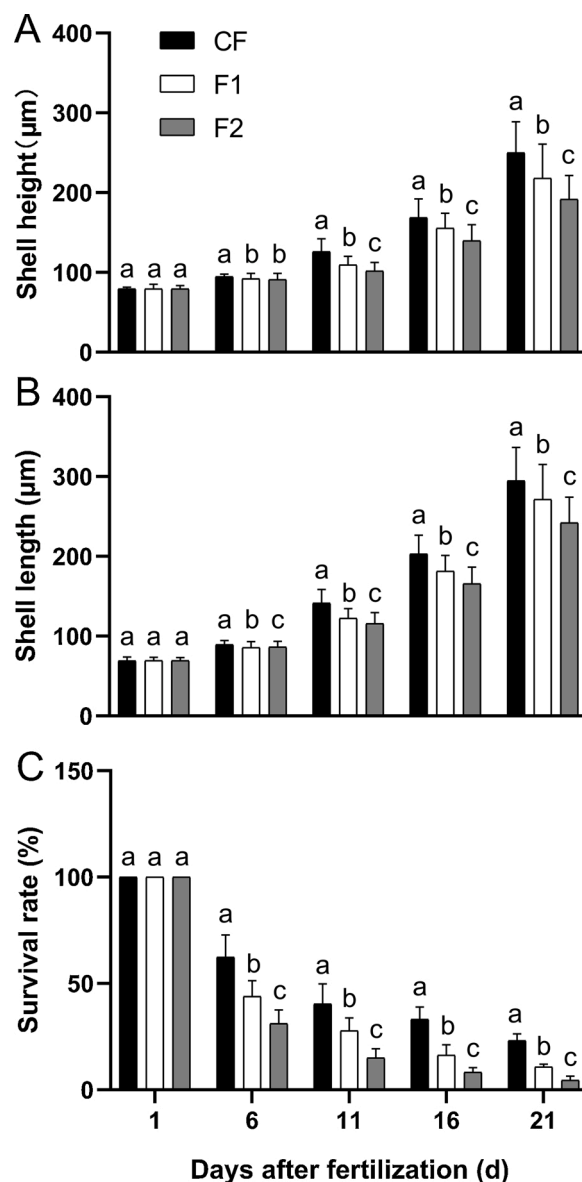 A
400
300
200
100
0
Shell height(μm)
CF
F1
F2
a a a
a b b
a b c
a b c
a b c
B
400
300
200
100
0
Shell length (μm)
a a a
a b c
a b c
a b c
a b c
C
150
100
50
0
Survival rate (%)
a a a
a b c
a b c
a b c
a b c
1 6 11 16 21
Days after fertilization (d)